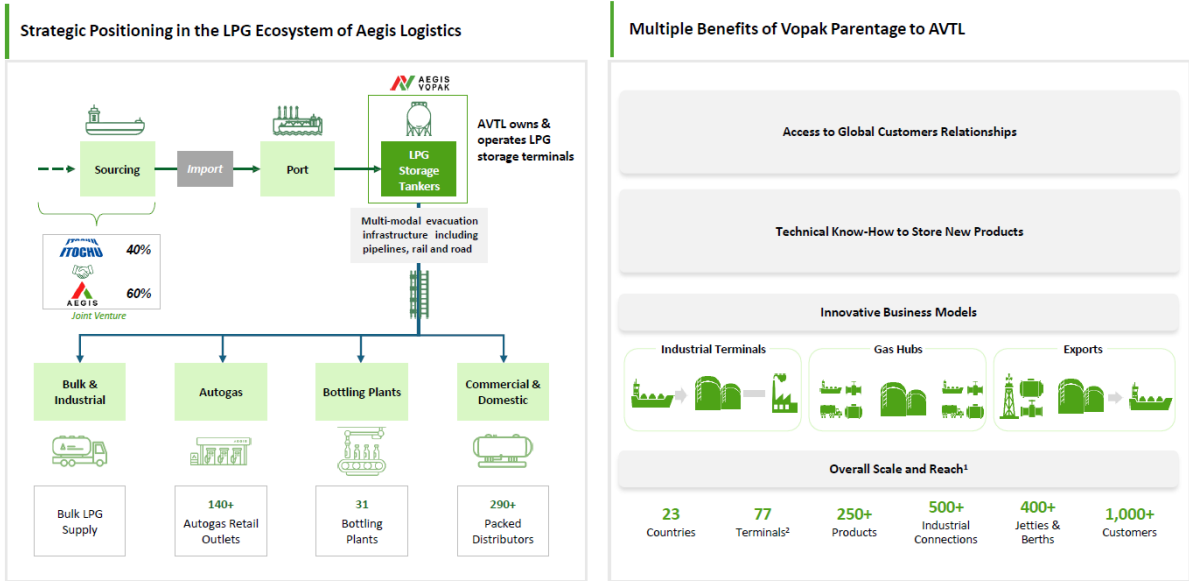 Strategic Positioning in the LPG Ecosystem of Aegis Logistics
AEGIS
VOPAK
AVTL owns &
operates LPG
storage terminals
Sourcing
Import
Port
LPG
Storage
Tankers
Multi-modal evacuation
infrastructure including
pipelines, rail and road
ITOCHU
40%
AEGIS
60%
Joint Venture
Bulk &
Industrial
Autogas
Bottling Plants
Commercial &
Domestic
Bulk LPG
Supply
140+
Autogas Retail
Outlets
31
Bottling
Plants
290+
Packed
Distributors
Multiple Benefits of Vopak Parentage to AVTL
Access to Global Customers Relationships
Technical Know-How to Store New Products
Innovative Business Models
Industrial Terminals
Gas Hubs
Exports
Overall Scale and Reach¹
23
Countries
77
Terminals²
250+
Products
500+
Industrial
Connections
400+
Jetties &
Berths
1,000+
Customers